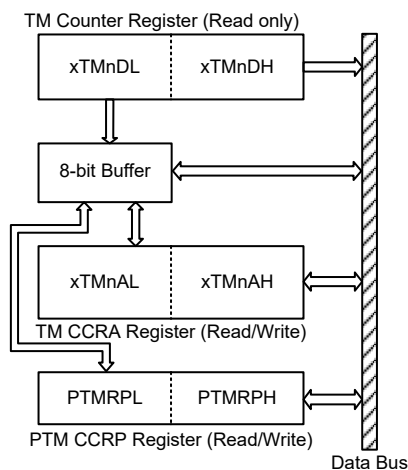 TM Counter Register (Read only)
xTMnDL xTMnDH
8-bit Buffer
xTMnAL xTMnAH
TM CCRA Register (Read/Write)
PTMRPL PTMRPH
PTM CCRP Register (Read/Write)
Data Bus